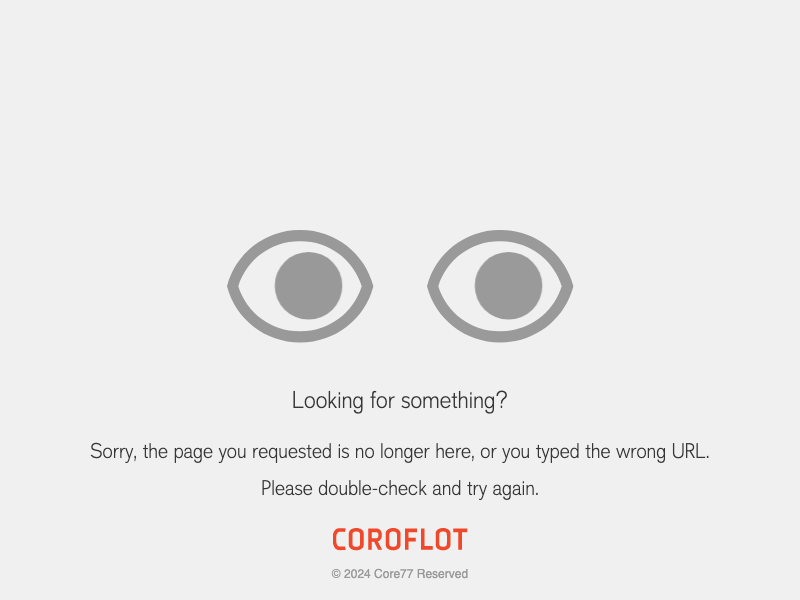 Looking for something?
Sorry, the page you requested is no longer here, or you typed the wrong URL.
Please double-check and try again.
COROFLOT
© 2024 Core77 Reserved